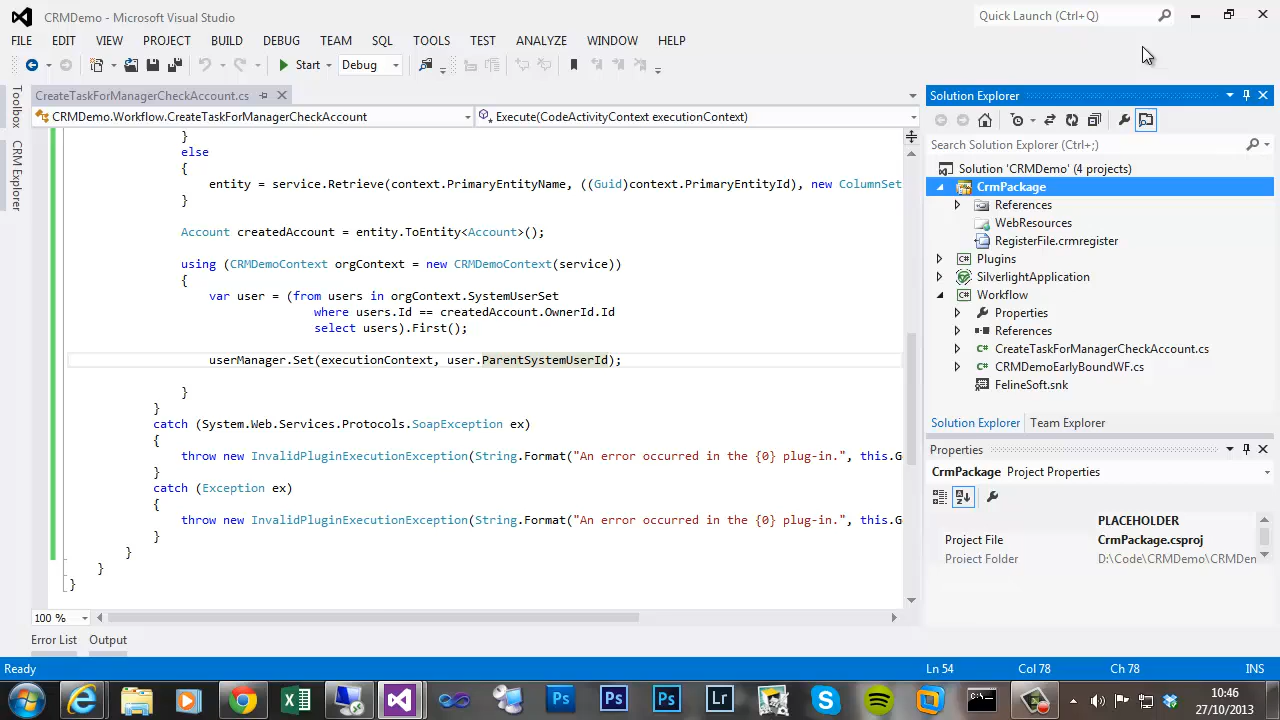 CRMDemo - Microsoft Visual Studio
Quick Launch (Ctrl+Q)
FILE EDIT VIEW PROJECT BUILD DEBUG TEAM SQL TOOLS TEST ANALYZE WINDOW HELP
Start Debug
Toolbox
CRM Explorer
CreateTaskForManagerCheckAccount.cs
CRMDemo.Workflow.CreateTaskForManagerCheckAccount
Execute(CodeActivityContext executionContext)
}
else
{
entity = service.Retrieve(context.PrimaryEntityName, ((Guid)context.PrimaryEntityId), new ColumnSet
}
Account createdAccount = entity.ToEntity<Account>();
using (CRMDemoContext orgContext = new CRMDemoContext(service))
{
var user = (from users in orgContext.SystemUserSet
where users.Id == createdAccount.OwnerId.Id
select users).First();
userManager.Set(executionContext, user.ParentSystemUserId);
}
}
catch (System.Web.Services.Protocols.SoapException ex)
{
throw new InvalidPluginExecutionException(String.Format("An error occurred in the {0} plug-in.", this.G
}
catch (Exception ex)
{
throw new InvalidPluginExecutionException(String.Format("An error occurred in the {0} plug-in.", this.G
}
}
}
}
100 %
Error List Output
Solution Explorer
Search Solution Explorer (Ctrl+;)
Solution 'CRMDemo' (4 projects)
CrmPackage
References
WebResources
RegisterFile.crmregister
Plugins
SilverlightApplication
Workflow
Properties
References
CreateTaskForManagerCheckAccount.cs
CRMDemoEarlyBoundWF.cs
FelineSoft.snk
Solution Explorer Team Explorer
Properties
CrmPackage Project Properties
PLACEHOLDER
Project File CrmPackage.csproj
Project Folder D:\Code\CRMDemo\CRMDen
Ready Ln 54 Col 78 Ch 78 INS
Ps Ps Ps Lr
10:46
27/10/2013